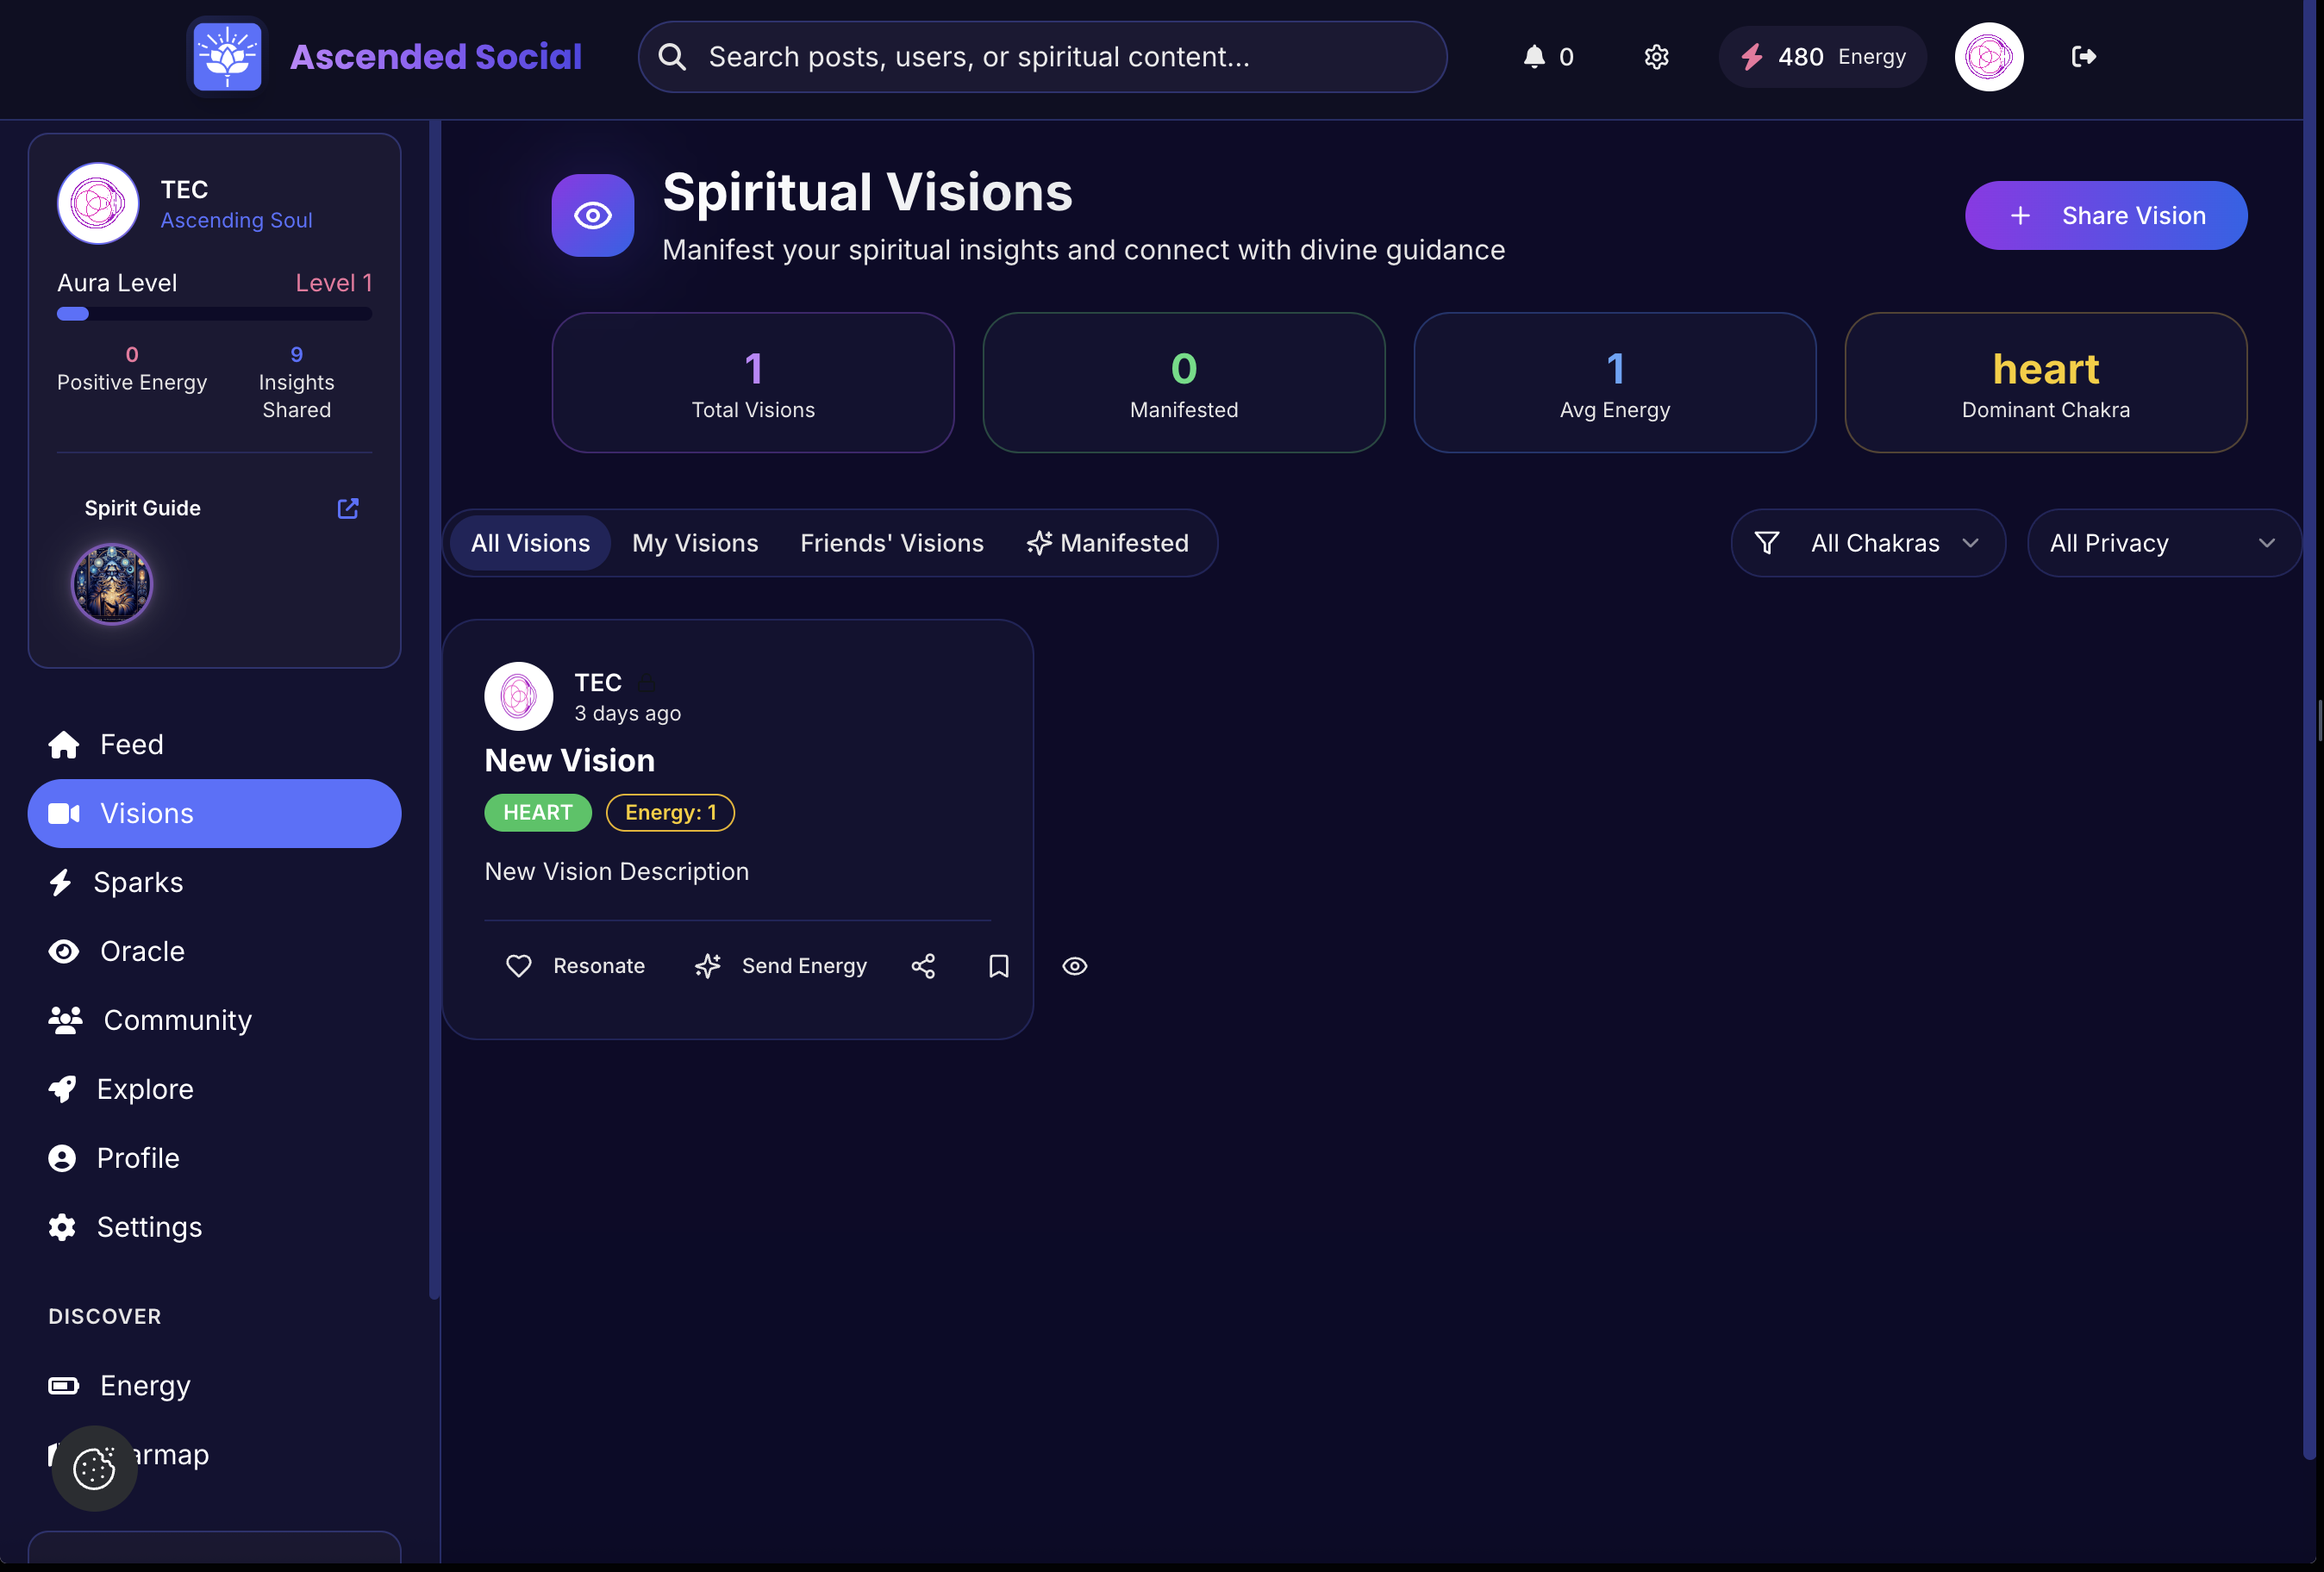 Ascended Social
Search posts, users, or spiritual content...
0
480 Energy
TEC
Ascending Soul
Aura Level
Level 1
0
Positive Energy
9
Insights
Shared
Spirit Guide
Feed
Visions
Sparks
Oracle
Community
Explore
Profile
Settings
DISCOVER
Energy
armap
Spiritual Visions
Manifest your spiritual insights and connect with divine guidance
Share Vision
1
Total Visions
0
Manifested
1
Avg Energy
heart
Dominant Chakra
All Visions
My Visions
Friends' Visions
Manifested
All Chakras
All Privacy
TEC
3 days ago
New Vision
HEART
Energy: 1
New Vision Description
Resonate
Send Energy